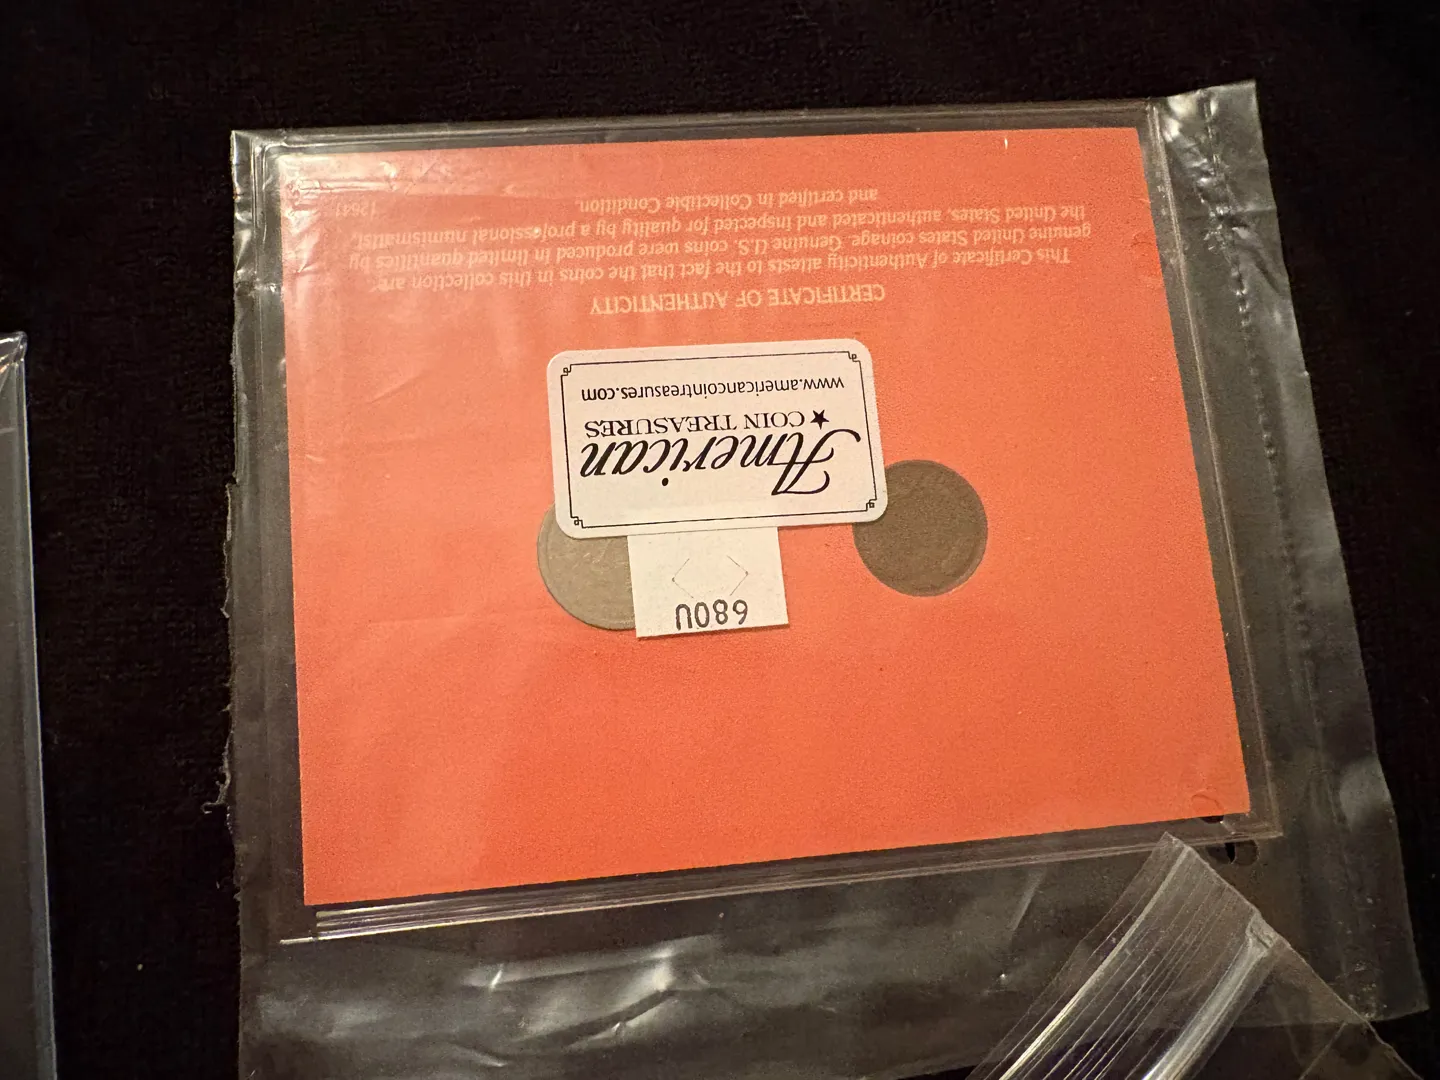 CERTIFICATE OF AUTHENTICITY
This Certificate of Authenticity attests to the fact that the coins in this collection are
genuine United States coinage. Genuine U.S. coins were produced in limited quantities by
the United States, authenticated and inspected for quality by a professional numismatist,
and certified in Collectible Condition.
12641
680U
American
COIN TREASURES
www.americancointreasures.com